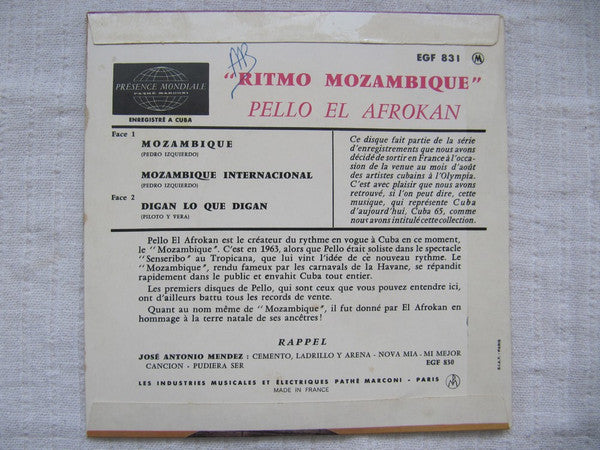 EGF 831 M
AAB
"RITMO MOZAMBIQUE"
PELLO EL AFROKAN
PRÉSENCE MONDIALE
PATHÉ MARCONI
ENREGISTRÉ A CUBA
Face 1
MOZAMBIQUE
(PEDRO IZQUIERDO)
MOZAMBIQUE INTERNACIONAL
(PEDRO IZQUIERDO)
Face 2
DIGAN LO QUE DIGAN
(PILOTO Y VERA)
Ce disque fait partie de la série
d'enregistrements que nous avons
décidé de sortir en France à l'occa-
sion de la venue au mois d'août
des artistes cubains à l'Olympia.
C'est avec plaisir que nous avons
retrouvé, si l'on peut dire, cette
musique, qui représente Cuba
d'aujourd'hui, Cuba 65, comme
nous avons intitulé cette collection.
Pello El Afrokan est le créateur du rythme en vogue à Cuba en ce moment,
le "Mozambique". C'est en 1963, alors que Pello était soliste dans le spectacle
"Senseribo" au Tropicana, que lui vint l'idée de ce nouveau rythme. Le
"Mozambique", rendu fameux par les carnavals de la Havane, se répandit
rapidement dans le public et envahit Cuba tout entier.
Les premiers disques de Pello, qui sont ceux que vous pouvez entendre ici,
ont d'ailleurs battu tous les records de vente.
Quant au nom même de "Mozambique", il fut donné par El Afrokan en
hommage à la terre natale de ses ancêtres!
RAPPEL
JOSÉ ANTONIO MENDEZ : CEMENTO, LADRILLO Y ARENA - NOVA MIA - MI MEJOR
CANCION - PUDIERA SER EGF 830
LES INDUSTRIES MUSICALES ET ÉLECTRIQUES PATHÉ MARCONI - PARIS M
MADE IN FRANCE